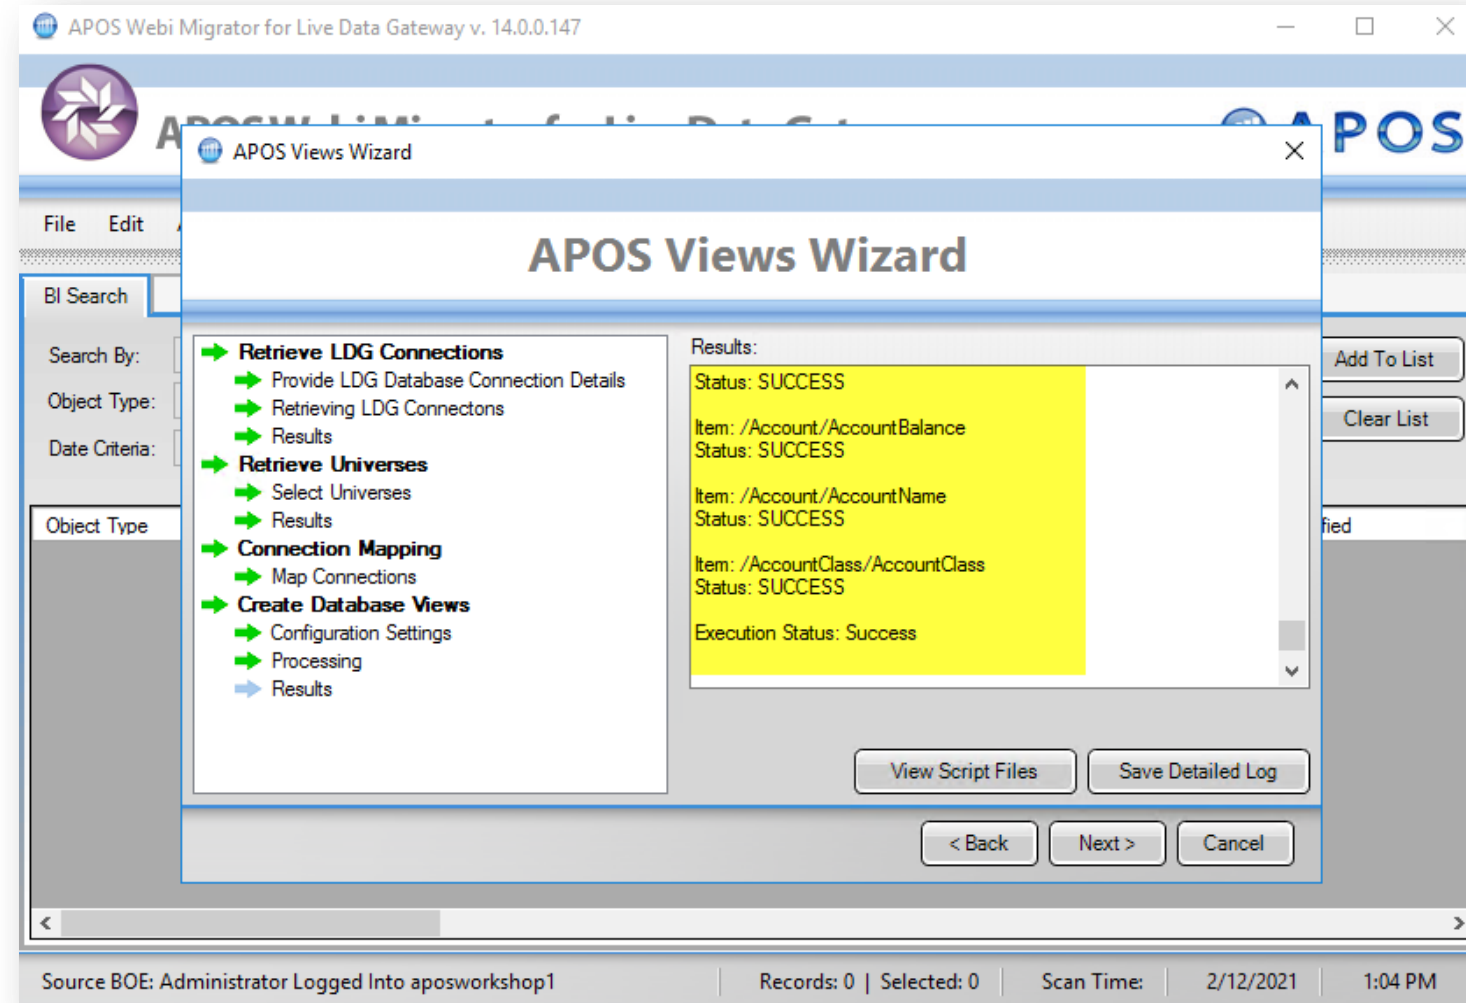 APOS Webi Migrator for Live Data Gateway v. 14.0.0.147
APOS
APOS Views Wizard
File Edit
APOS Views Wizard
BI Search
Search By:
Object Type:
Date Criteria:
Add To List
Clear List
Object Type
Retrieve LDG Connections
Provide LDG Database Connection Details
Retrieving LDG Connectons
Results
Retrieve Universes
Select Universes
Results
Connection Mapping
Map Connections
Create Database Views
Configuration Settings
Processing
Results
Results:
Status: SUCCESS
Item: /Account/AccountBalance
Status: SUCCESS
Item: /Account/AccountName
Status: SUCCESS
Item: /AccountClass/AccountClass
Status: SUCCESS
Execution Status: Success
View Script Files Save Detailed Log
< Back Next > Cancel
Source BOE: Administrator Logged Into aposworkshop1 Records: 0 | Selected: 0 Scan Time: 2/12/2021 1:04 PM